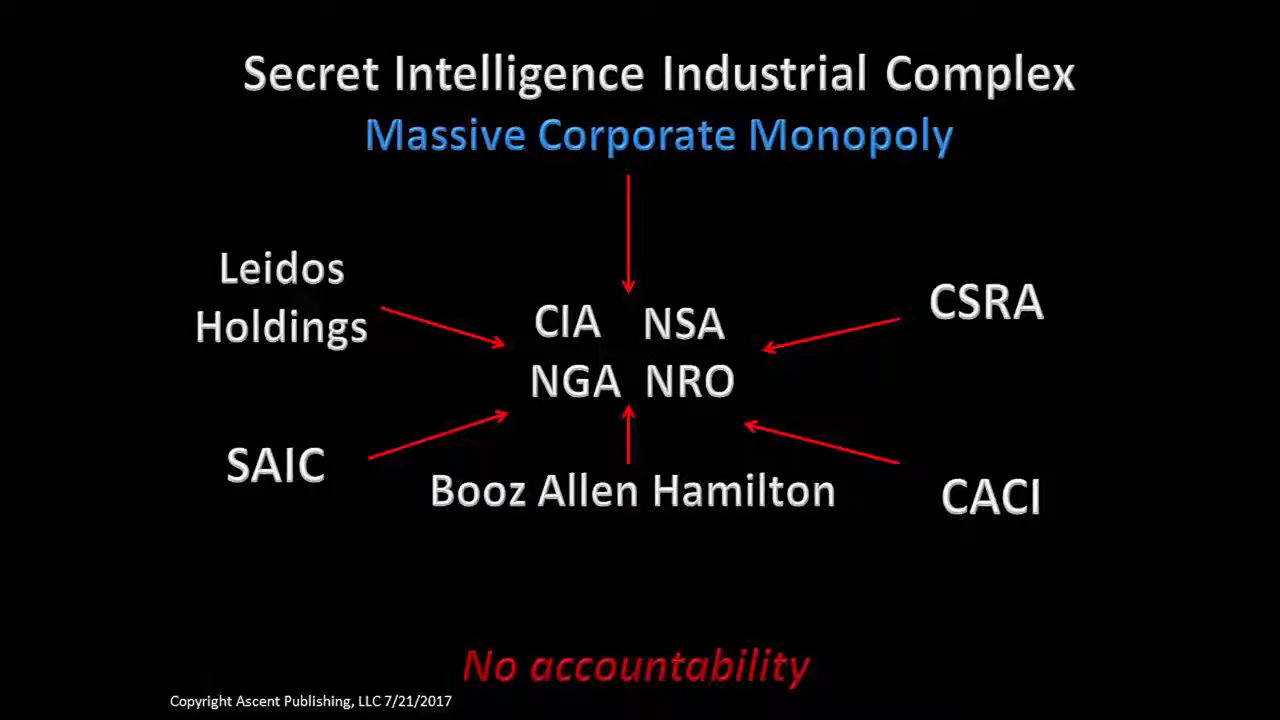 Secret Intelligence Industrial Complex
Massive Corporate Monopoly
Leidos
Holdings
CSRA
CIA NSA
NGA NRO
SAIC
Booz Allen Hamilton
CACI
No accountability
Copyright Ascent Publishing, LLC 7/21/2017